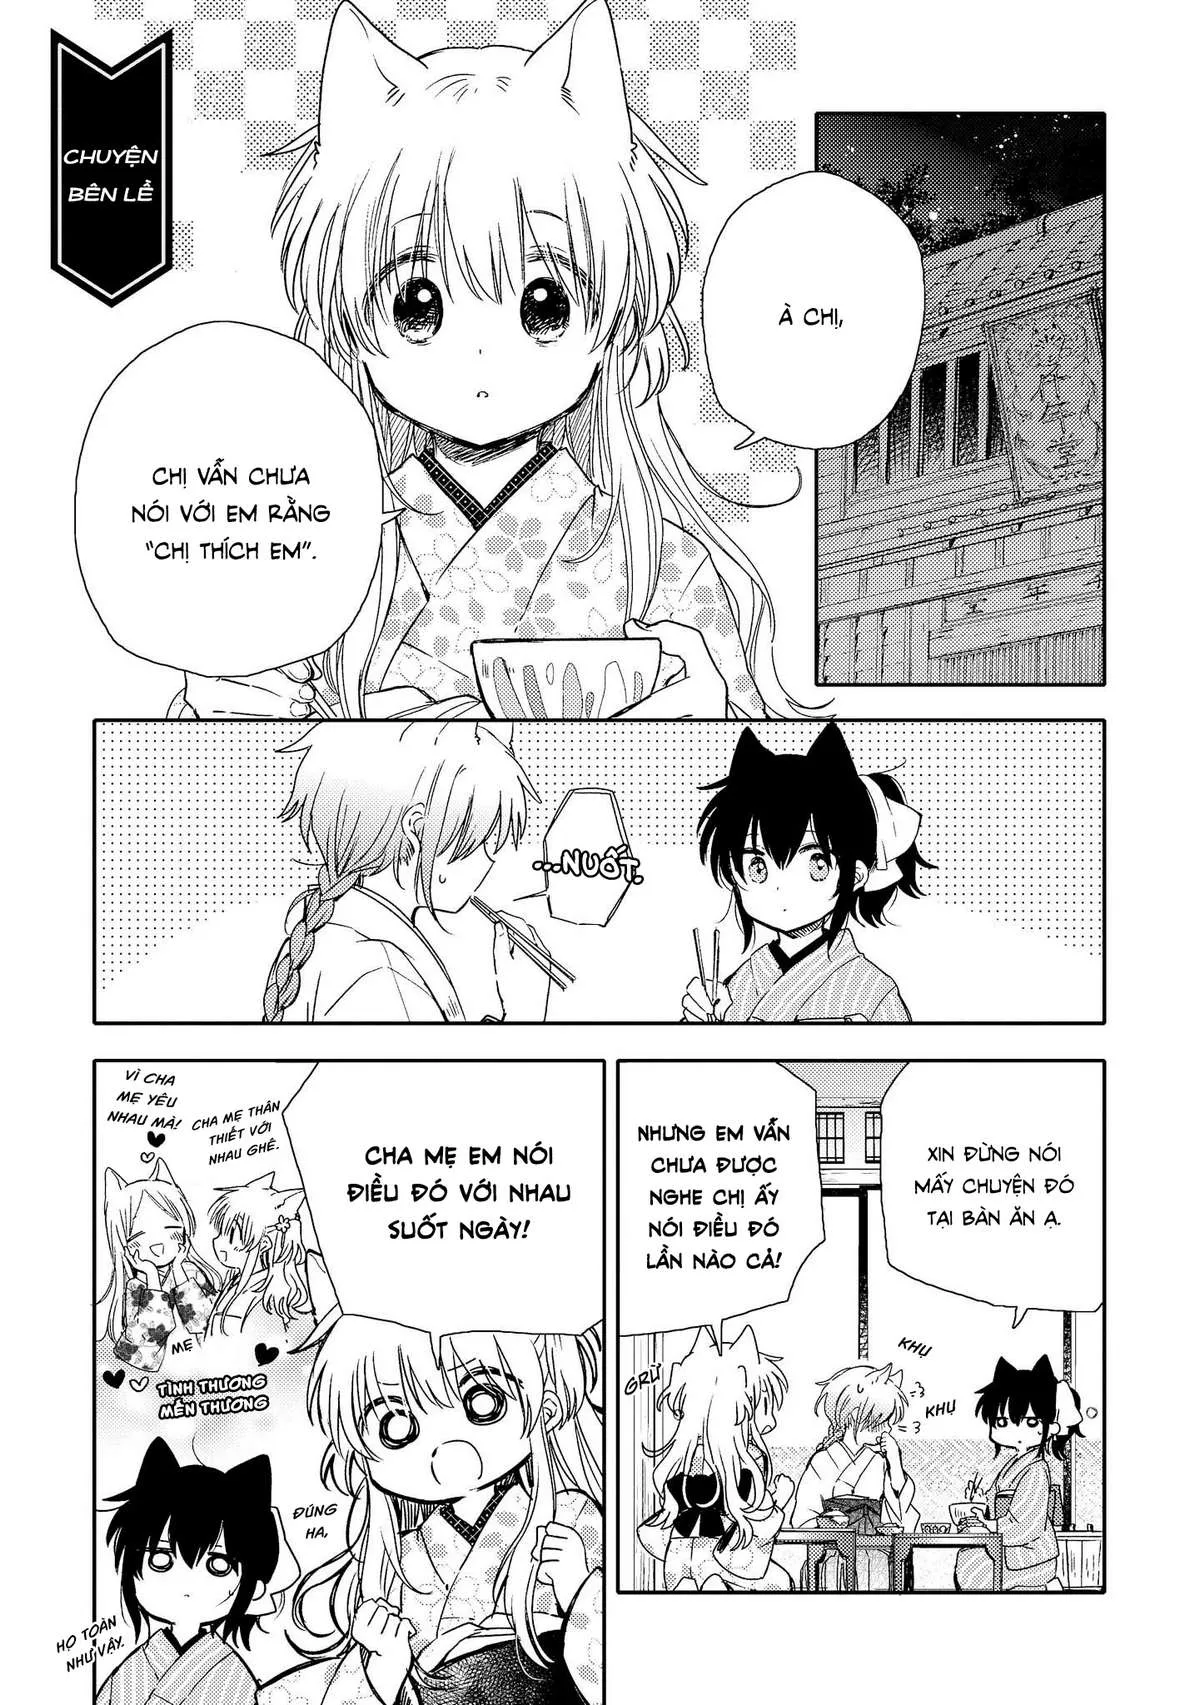 CHUYỆN
BÊN LỀ
À CHỊ,
CHỊ VẪN CHƯA
NÓI VỚI EM RẰNG
“CHỊ THÍCH EM”.
...NUỐT.
XIN ĐỪNG NÓI
MẤY CHUYỆN ĐÓ
TẠI BÀN ĂN Ạ.
NHƯNG EM VẪN
CHƯA ĐƯỢC
NGHE CHỊ ẤY
NÓI ĐIỀU ĐÓ
LẦN NÀO CẢ!
GRỪ
KHỤ
KHỤ
CHA MẸ EM NÓI
ĐIỀU ĐÓ VỚI NHAU
SUỐT NGÀY!
CHA MẸ THÂN
THIẾT VỚI
NHAU GHÊ.
VÌ CHA
MẸ YÊU
NHAU MÀ!
MẸ
TÌNH THƯƠNG
MẾN THƯƠNG
ĐÚNG
HA,
HỌ TOÀN
NHƯ VẬY.